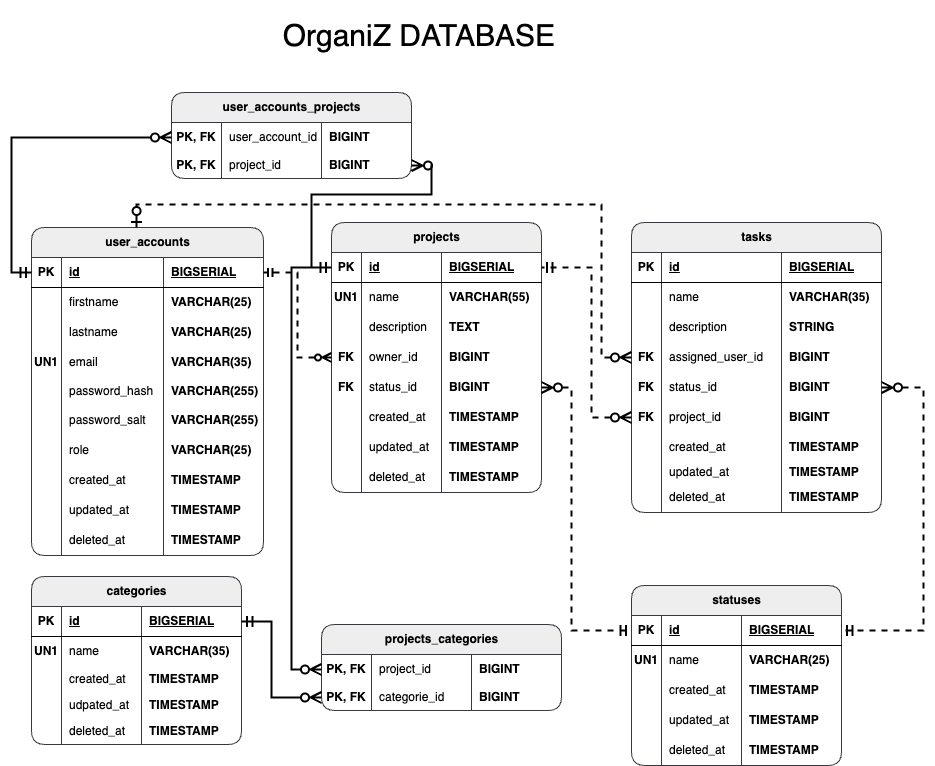 OrganiZ DATABASE
user_accounts_projects
PK, FK user_account_id BIGINT
PK, FK project_id BIGINT
user_accounts
PK id BIGSERIAL
firstname VARCHAR(25)
lastname VARCHAR(25)
UN1 email VARCHAR(35)
password_hash VARCHAR(255)
password_salt VARCHAR(255)
role VARCHAR(25)
created_at TIMESTAMP
updated_at TIMESTAMP
deleted_at TIMESTAMP
projects
PK id BIGSERIAL
UN1 name VARCHAR(55)
description TEXT
FK owner_id BIGINT
FK status_id BIGINT
created_at TIMESTAMP
updated_at TIMESTAMP
deleted_at TIMESTAMP
tasks
PK id BIGSERIAL
name VARCHAR(35)
description STRING
FK assigned_user_id BIGINT
FK status_id BIGINT
FK project_id BIGINT
created_at TIMESTAMP
updated_at TIMESTAMP
deleted_at TIMESTAMP
categories
PK id BIGSERIAL
UN1 name VARCHAR(35)
created_at TIMESTAMP
udpated_at TIMESTAMP
deleted_at TIMESTAMP
projects_categories
PK, FK project_id BIGINT
PK, FK categorie_id BIGINT
statuses
PK id BIGSERIAL
UN1 name VARCHAR(25)
created_at TIMESTAMP
updated_at TIMESTAMP
deleted_at TIMESTAMP